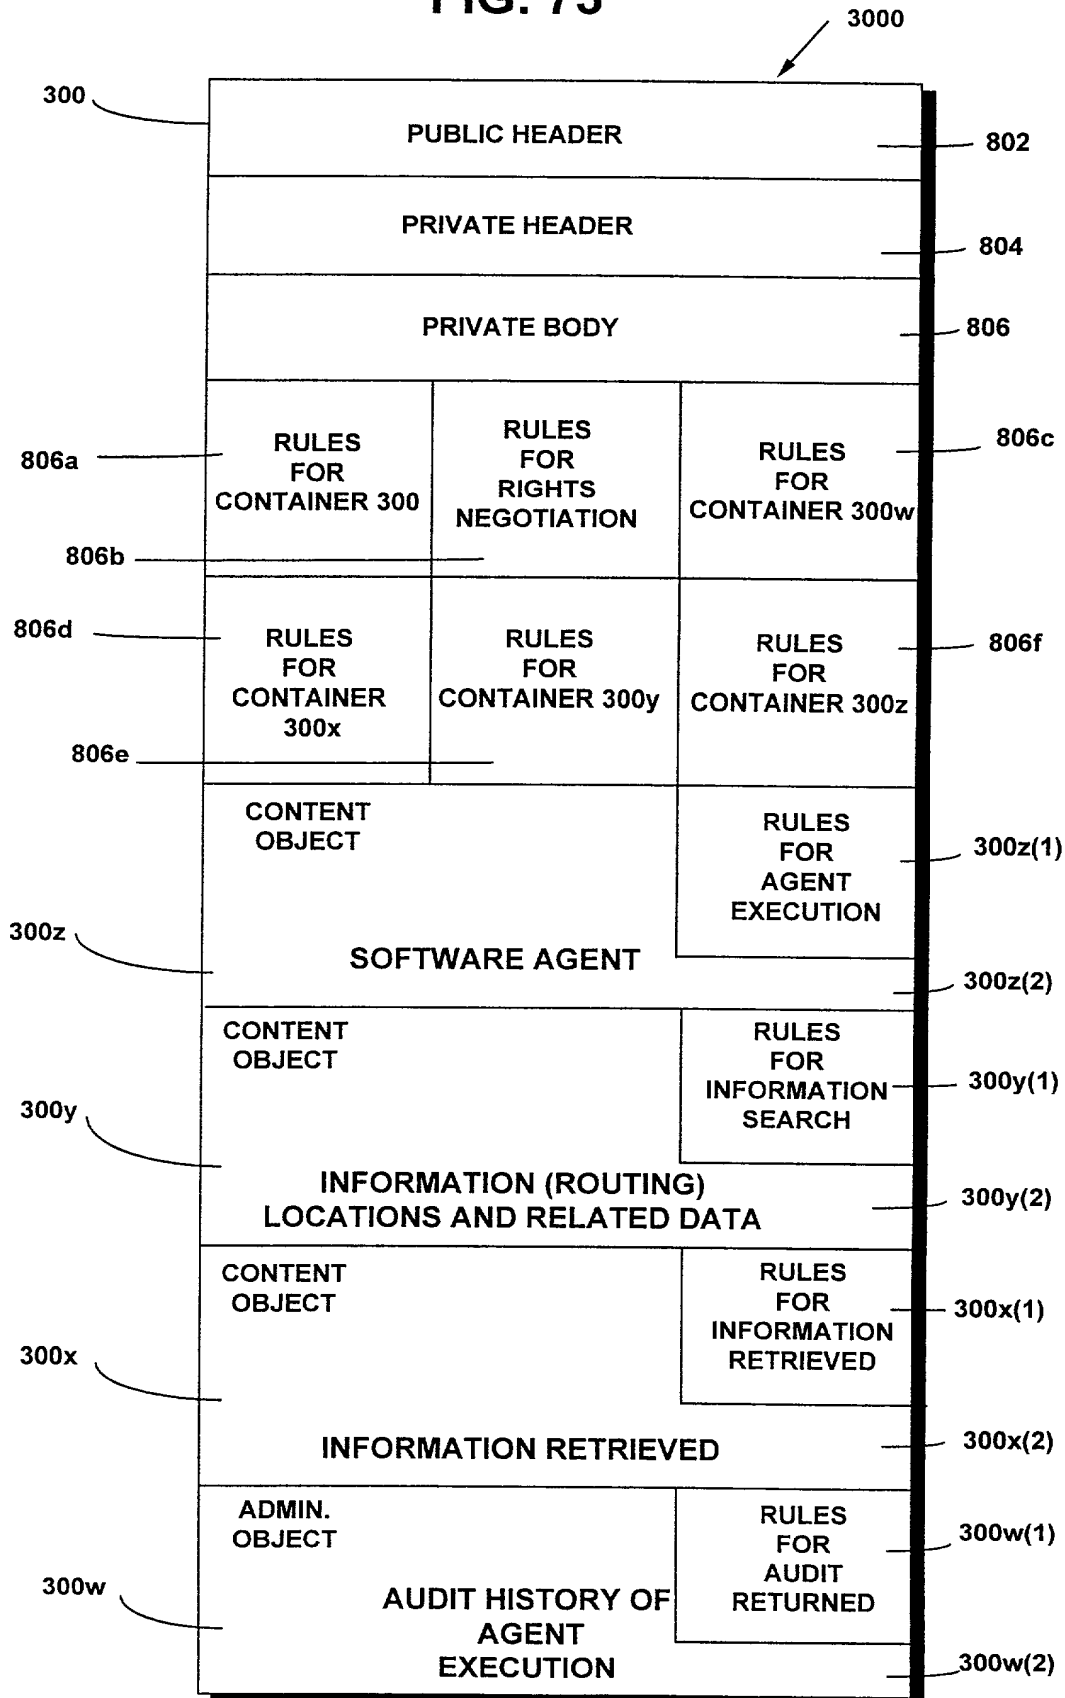 FIG. 73
3000
300
PUBLIC HEADER
802
PRIVATE HEADER
804
PRIVATE BODY
806
806a
RULES
FOR
CONTAINER 300
806b
RULES
FOR
RIGHTS
NEGOTIATION
RULES
FOR
CONTAINER 300w
806c
806d
RULES
FOR
CONTAINER
300x
806e
RULES
FOR
CONTAINER 300y
RULES
FOR
CONTAINER 300z
806f
CONTENT
OBJECT
RULES
FOR
AGENT
EXECUTION
300z(1)
300z
SOFTWARE AGENT
300z(2)
CONTENT
OBJECT
RULES
FOR
INFORMATION
SEARCH
300y(1)
300y
INFORMATION (ROUTING)
LOCATIONS AND RELATED DATA
300y(2)
CONTENT
OBJECT
RULES
FOR
INFORMATION
RETRIEVED
300x(1)
300x
INFORMATION RETRIEVED
300x(2)
ADMIN.
OBJECT
RULES
FOR
AUDIT
RETURNED
300w(1)
300w
AUDIT HISTORY OF
AGENT
EXECUTION
300w(2)